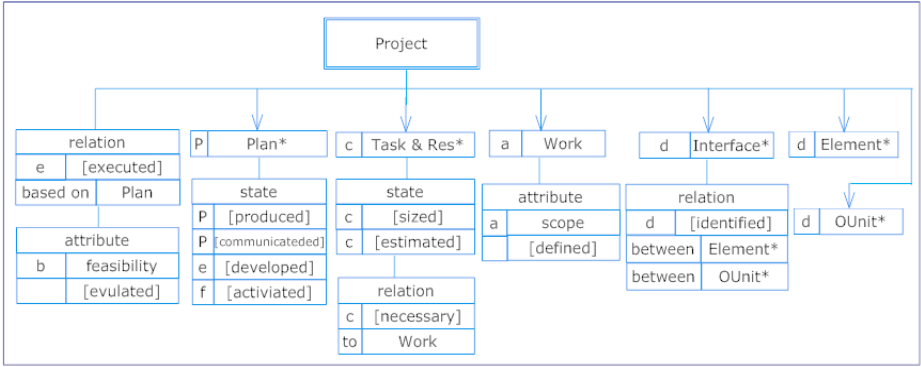 Project
relation
e [executed]
based on Plan
attribute
b feasibility
[evulated]
P Plan*
state
P [produced]
P [communicateded]
e [developed]
f [activiated]
c Task & Res*
state
c [sized]
c [estimated]
relation
c [necessary]
to Work
a Work
attribute
a scope
[defined]
d Interface*
relation
d [identified]
between Element*
between OUnit*
d Element*
d OUnit*